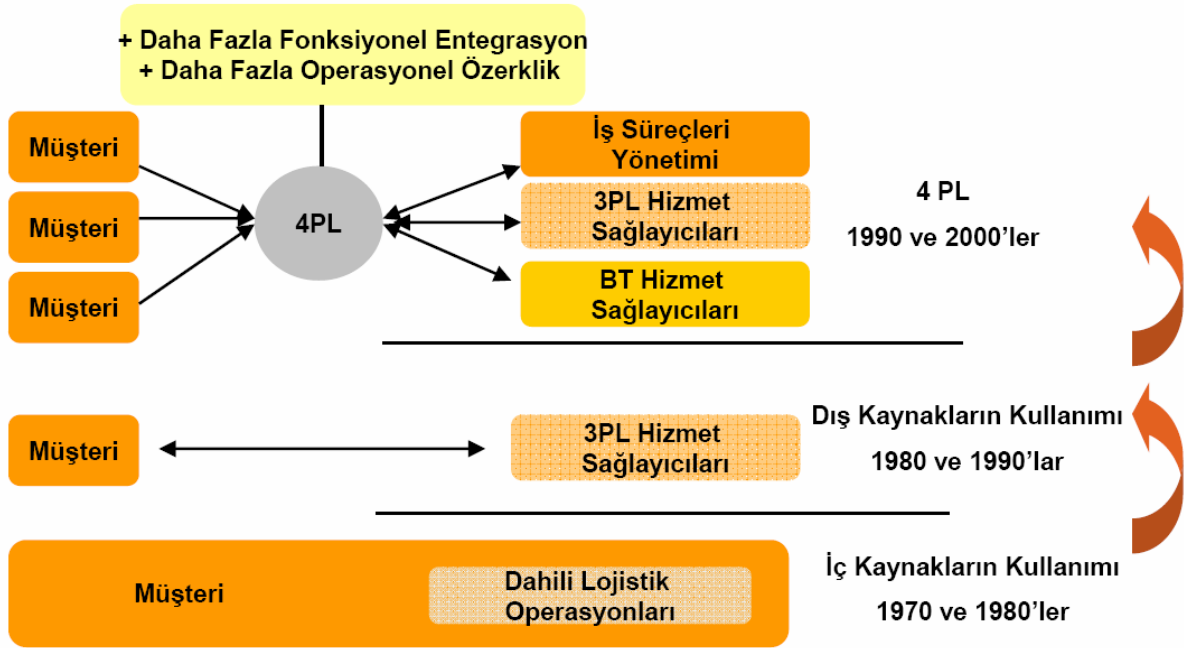 + Daha Fazla Fonksiyonel Entegrasyon
+ Daha Fazla Operasyonel Özerklik
Müşteri
Müşteri
Müşteri
4PL
İş Süreçleri
Yönetimi
3PL Hizmet
Sağlayıcıları
BT Hizmet
Sağlayıcıları
4 PL
1990 ve 2000’ler
Müşteri
3PL Hizmet
Sağlayıcıları
Dış Kaynakların Kullanımı
1980 ve 1990’lar
Müşteri
Dahili Lojistik
Operasyonları
İç Kaynakların Kullanımı
1970 ve 1980’ler